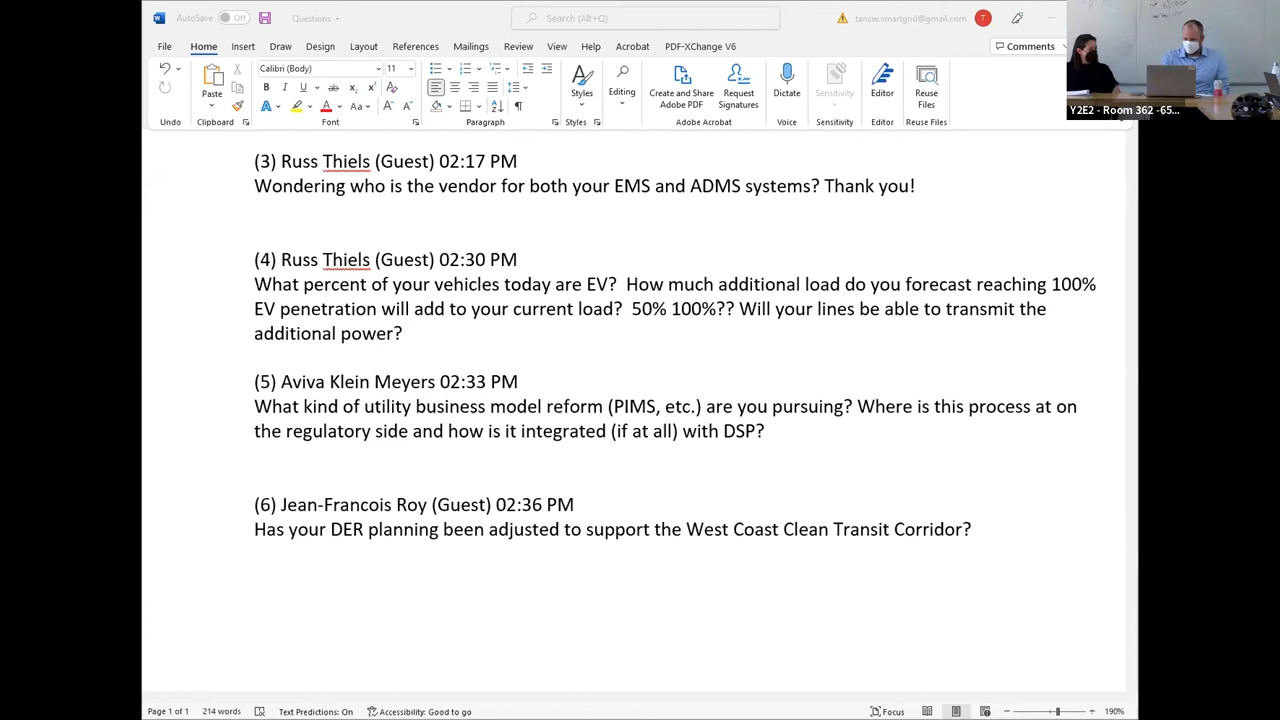 AutoSave Off Questions Search (Alt+Q) tancw.smartgrid@gmail.com T
File Home Insert Draw Design Layout References Mailings Review View Help Acrobat PDF-XChange V6 Comments
Calibri (Body) 11
Paste Styles Editing Create and Share Adobe PDF Request Signatures Dictate Sensitivity Editor Reuse Files
Undo Clipboard Font Paragraph Styles Adobe Acrobat Voice Sensitivity Editor Reuse Files
Y2E2 - Room 362 -65...
(3) Russ Thiels (Guest) 02:17 PM
Wondering who is the vendor for both your EMS and ADMS systems? Thank you!
(4) Russ Thiels (Guest) 02:30 PM
What percent of your vehicles today are EV? How much additional load do you forecast reaching 100%
EV penetration will add to your current load? 50% 100%?? Will your lines be able to transmit the
additional power?
(5) Aviva Klein Meyers 02:33 PM
What kind of utility business model reform (PIMS, etc.) are you pursuing? Where is this process at on
the regulatory side and how is it integrated (if at all) with DSP?
(6) Jean-Francois Roy (Guest) 02:36 PM
Has your DER planning been adjusted to support the West Coast Clean Transit Corridor?
Page 1 of 1 214 words Text Predictions: On Accessibility: Good to go Focus 190%